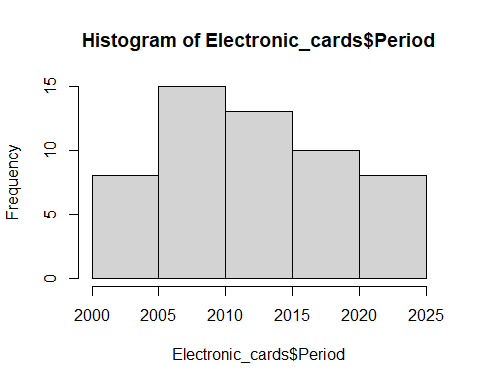 Histogram of Electronic_cards$Period
Frequency
15
10
5
0
2000 2005 2010 2015 2020 2025
Electronic_cards$Period